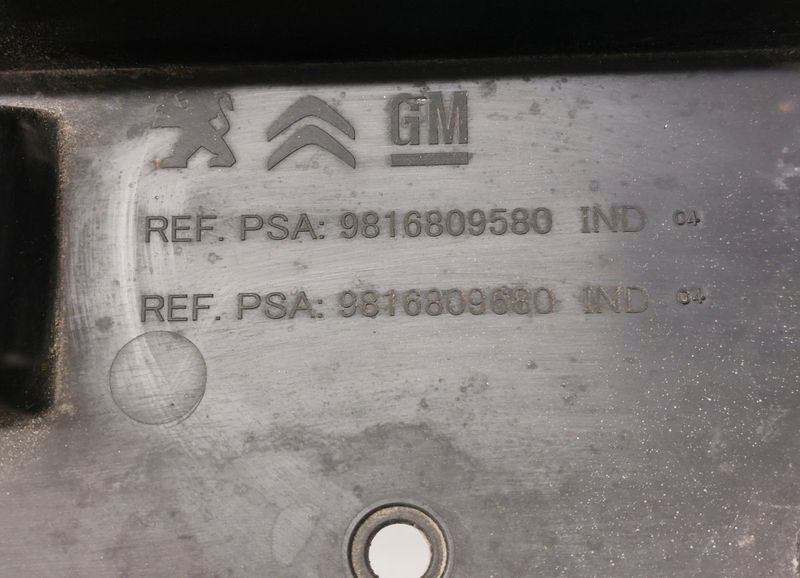 GM
REF. PSA: 9816809580 IND 04
REF. PSA: 9816809680 IND 04